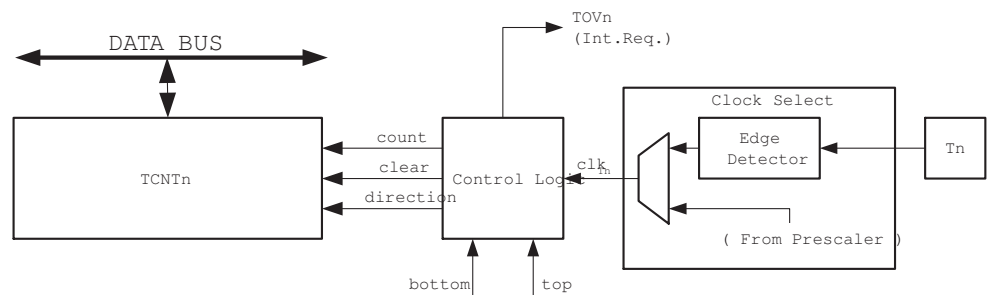 TOVn
(Int.Req.)
DATA BUS
Clock Select
count
Edge
Detector
Tn
clear
TCNTn
Control Logic
clkTn
direction
( From Prescaler )
bottom
top